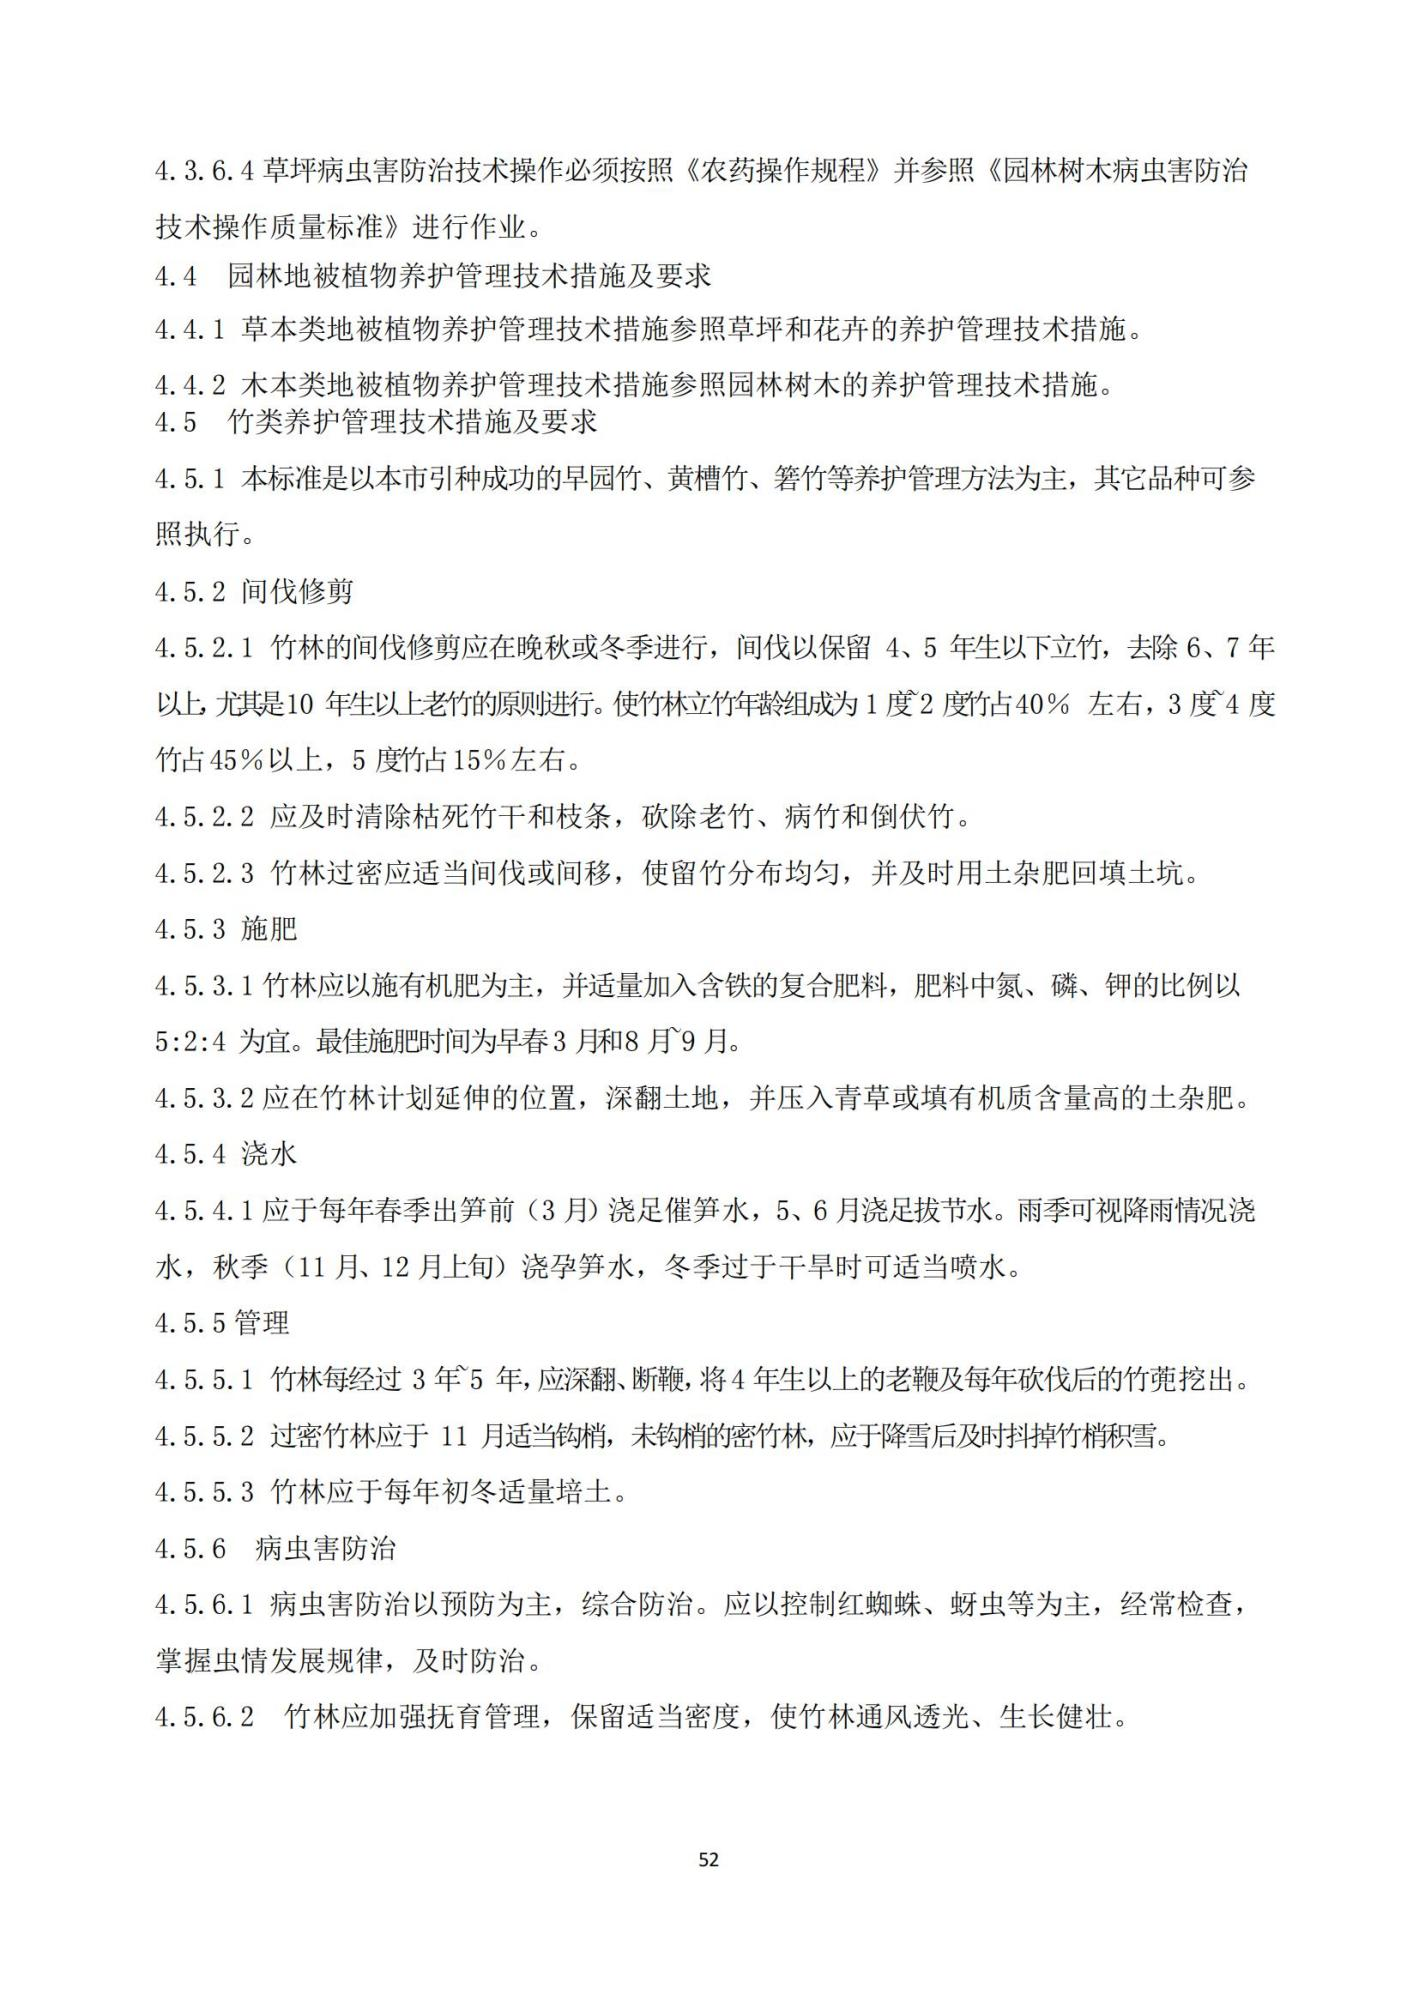 4.3.6.4 草坪病虫害防治技术操作必须按照《农药操作规程》并参照《园林树木病虫害防治
技术操作质量标准》进行作业。
4.4 园林地被植物养护管理技术措施及要求
4.4.1 草本类地被植物养护管理技术措施参照草坪和花卉的养护管理技术措施。
4.4.2 木本类地被植物养护管理技术措施参照园林树木的养护管理技术措施。
4.5 竹类养护管理技术措施及要求
4.5.1 本标准是以本市引种成功的早园竹、黄槽竹、箬竹等养护管理方法为主，其它品种可参
照执行。
4.5.2 间伐修剪
4.5.2.1 竹林的间伐修剪应在晚秋或冬季进行，间伐以保留 4、5 年生以下立竹，去除 6、7 年
以上，尤其是10 年生以上老竹的原则进行。使竹林立竹年龄组成为 1 度~2 度竹占40% 左右，3 度~4 度
竹占45%以上，5 度竹占15%左右。
4.5.2.2 应及时清除枯死竹干和枝条，砍除老竹、病竹和倒伏竹。
4.5.2.3 竹林过密应适当间伐或间移，使留竹分布均匀，并及时用土杂肥回填土坑。
4.5.3 施肥
4.5.3.1 竹林应以施有机肥为主，并适量加入含铁的复合肥料，肥料中氮、磷、钾的比例以
5:2:4 为宜。最佳施肥时间为早春3 月和8 月~9 月。
4.5.3.2 应在竹林计划延伸的位置，深翻土地，并压入青草或填有机质含量高的土杂肥。
4.5.4 浇水
4.5.4.1 应于每年春季出笋前（3 月）浇足催笋水，5、6 月浇足拔节水。雨季可视降雨情况浇
水，秋季（11 月、12 月上旬）浇孕笋水，冬季过于干旱时可适当喷水。
4.5.5 管理
4.5.5.1 竹林每经过 3 年~5 年，应深翻、断鞭，将4 年生以上的老鞭及每年砍伐后的竹蔸挖出。
4.5.5.2 过密竹林应于 11 月适当钩梢，未钩梢的密竹林，应于降雪后及时抖掉竹梢积雪。
4.5.5.3 竹林应于每年初冬适量培土。
4.5.6 病虫害防治
4.5.6.1 病虫害防治以预防为主，综合防治。应以控制红蜘蛛、蚜虫等为主，经常检查，
掌握虫情发展规律，及时防治。
4.5.6.2 竹林应加强抚育管理，保留适当密度，使竹林通风透光、生长健壮。
52